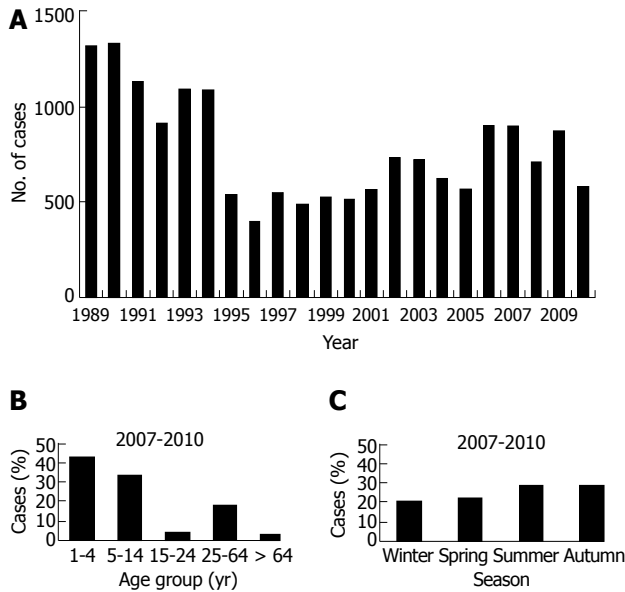 A
1500
1000
500
0
No. of cases
1989 1991 1993 1995 1997 1999 2001 2003 2005 2007 2009
Year
B
2007-2010
50
40
30
20
10
0
Cases (%)
1-4 5-14 15-24 25-64 > 64
Age group (yr)
C
2007-2010
50
40
30
20
10
0
Cases (%)
Winter Spring Summer Autumn
Season